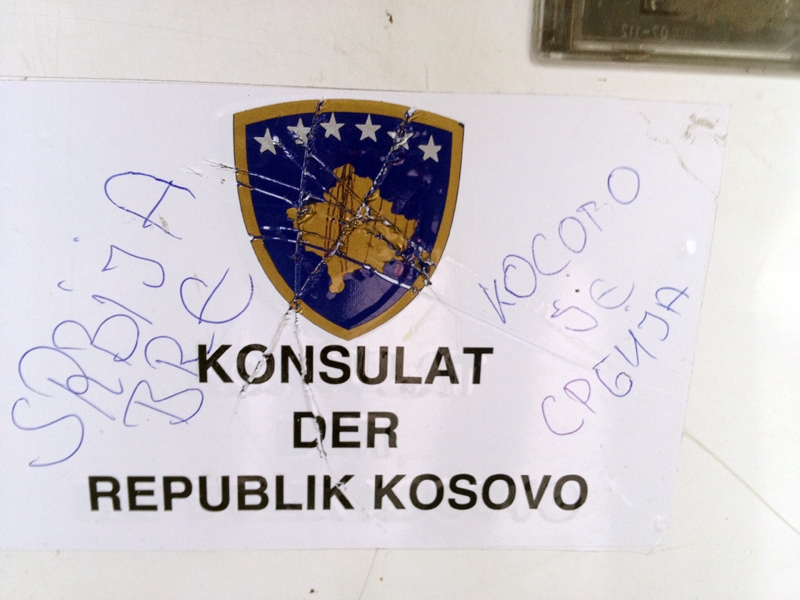 SRBIJA
BRE
KONSULAT
DER
REPUBLIK KOSOVO
КОСОВО
ЈЕ
СРБИЈА